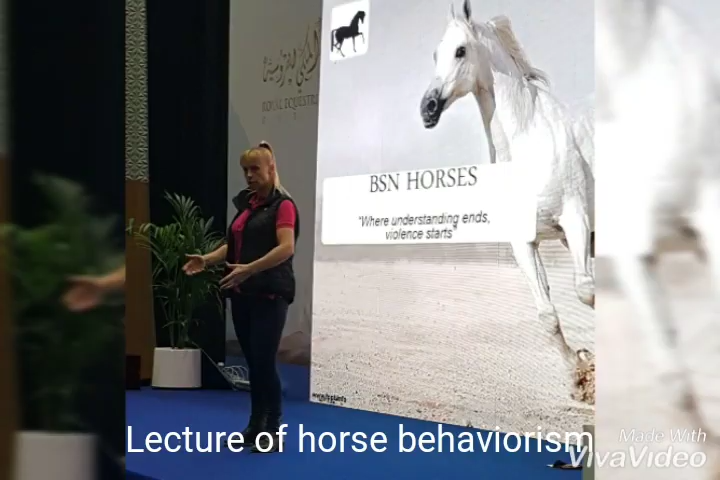 BSN HORSES
"Where understanding ends,
violence starts"
Lecture of horse behaviorism
Made With
VivaVideo